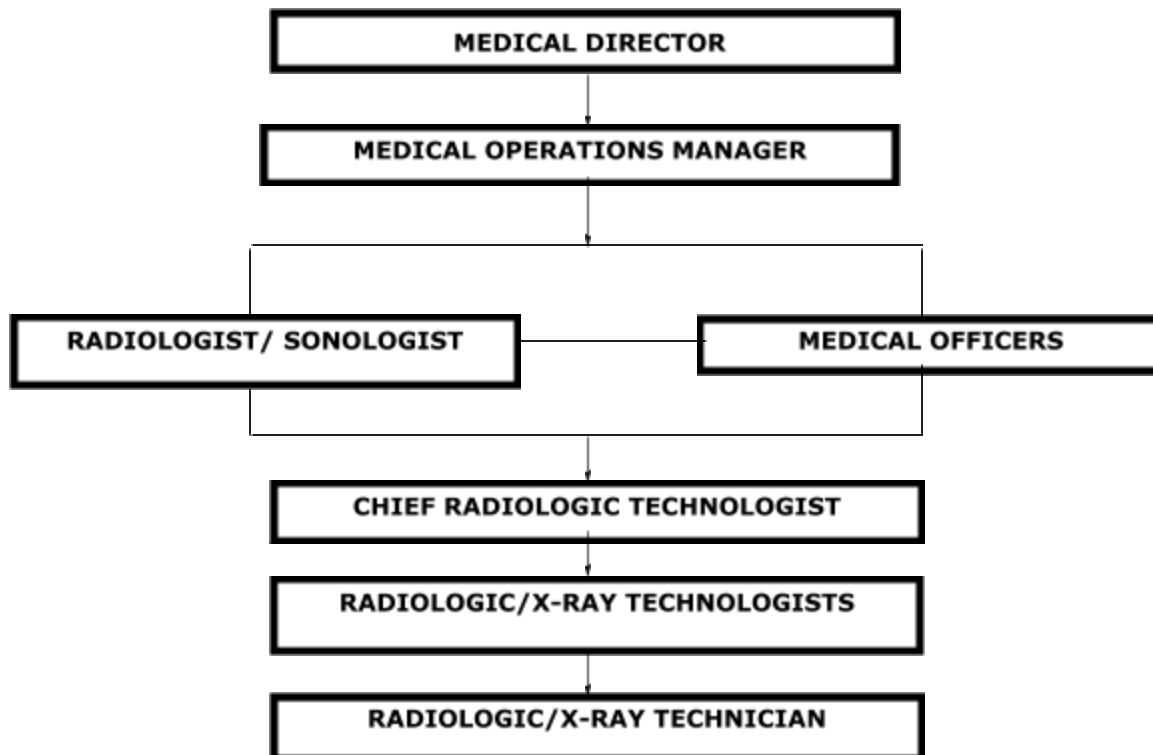 MEDICAL DIRECTOR
MEDICAL OPERATIONS MANAGER
RADIOLOGIST/ SONOLOGIST
MEDICAL OFFICERS
CHIEF RADIOLOGIC TECHNOLOGIST
RADIOLOGIC/X-RAY TECHNOLOGISTS
RADIOLOGIC/X-RAY TECHNICIAN